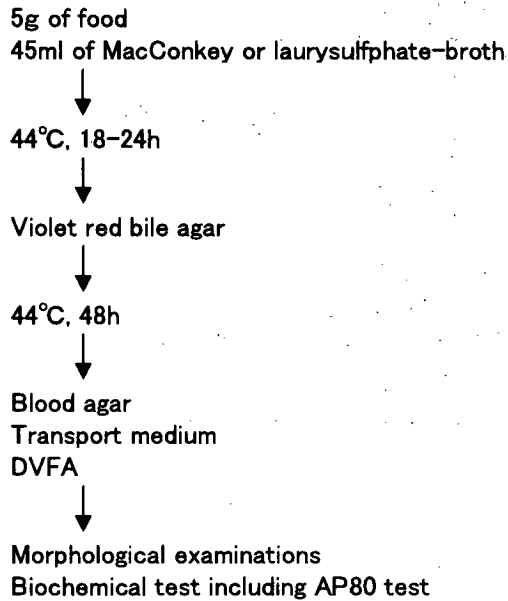 5g of food
45ml of MacConkey or laurysulfphate-broth
44°C, 18-24h
Violet red bile agar
44°C, 48h
Blood agar
Transport medium
DVFA
Morphological examinations
Biochemical test including AP80 test